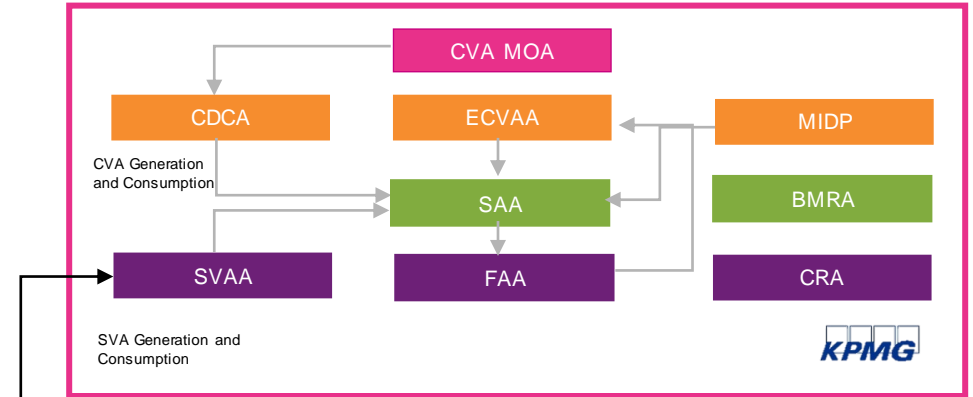 CVA MOA
CDCA
ECVAA
MIDP
CVA Generation
and Consumption
SAA
BMRA
SVAA
FAA
CRA
SVA Generation and
Consumption
KPMG